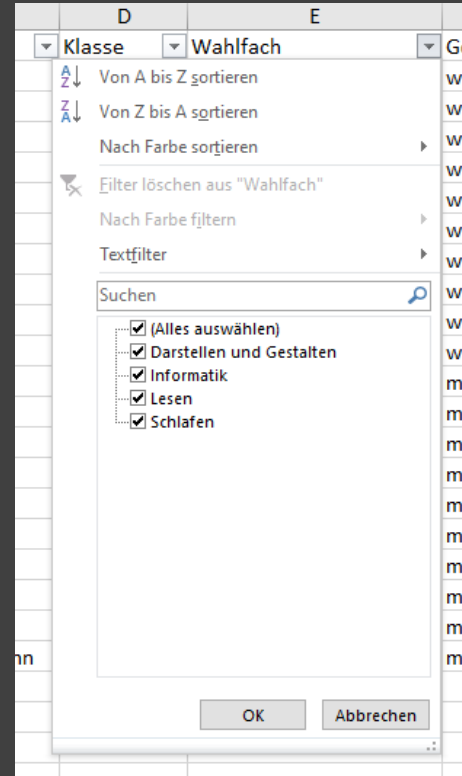 D E
Klasse Wahlfach G
Von A bis Z sortieren w
Von Z bis A sortieren w
Nach Farbe sortieren w
Filter löschen aus "Wahlfach" w
Nach Farbe filtern w
Textfilter w
Suchen w
(Alles auswählen) w
Darstellen und Gestalten w
Informatik m
Lesen m
Schlafen m
m
m
m
m
m
m
nn m
OK Abbrechen